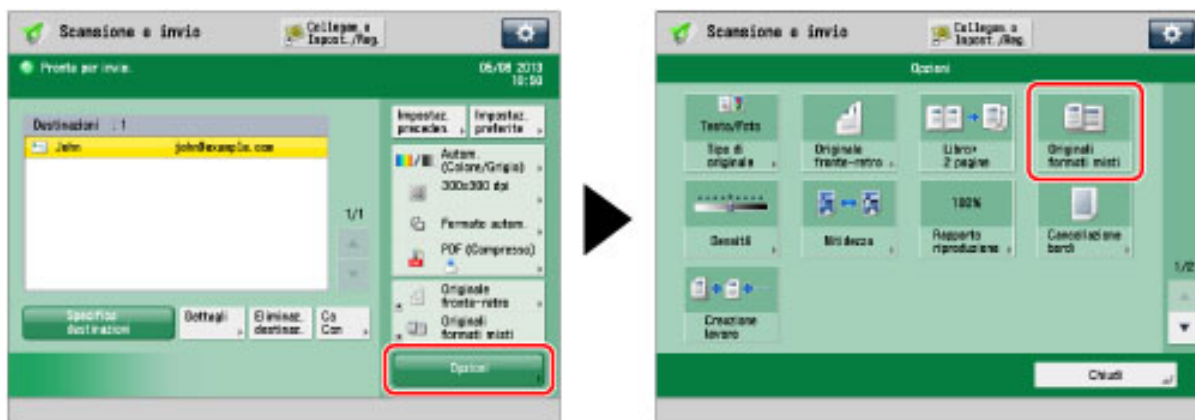 Scansione e invio
Collegam. a
Impost./Reg.
Pronto per invio.
05/08 2013
10:50
Destinazioni : 1
John john@example.com
1/1
Specifica
destinazioni
Dettagli
Eliminaz.
destinaz.
Cc
Ccn
Impostaz.
preceden.
Impostaz.
preferite
Autom.
(Colore/Grigio)
300x300 dpi
Formato autom.
PDF (Compresso)
Originale
fronte-retro
Originali
formati misti
Opzioni
Scansione e invio
Collegam. a
Impost./Reg.
Opzioni
Testo/Foto
Tipo di
originale
Originale
fronte-retro
Libro▸
2 pagine
Originali
formati misti
Densità
Nitidezza
100%
Rapporto
riproduzione
Cancellazione
bordi
Creazione
lavoro
1/2
Chiudi